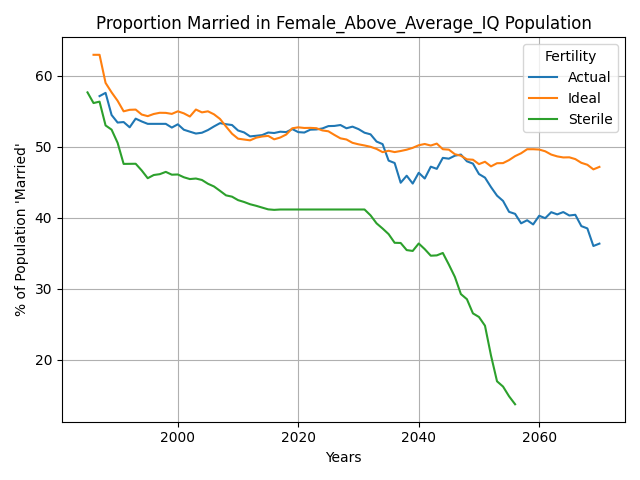 Proportion Married in Female_Above_Average_IQ Population
% of Population 'Married'
60
50
40
30
20
2000
2020
2040
2060
Years
Fertility
Actual
Ideal
Sterile